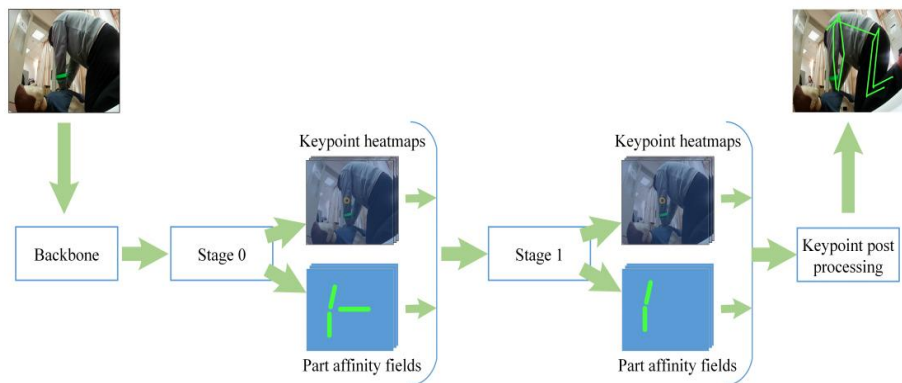 Keypoint heatmaps
Keypoint heatmaps
Backbone
Stage 0
Stage 1
Keypoint post
processing
Part affinity fields
Part affinity fields